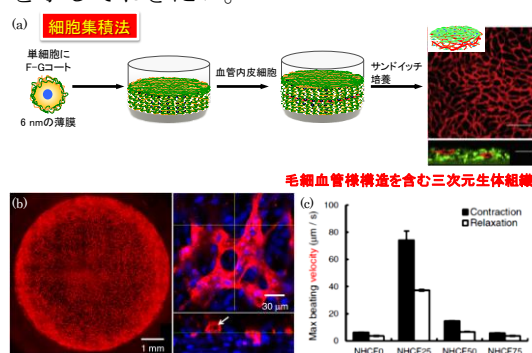 (a)
細胞集積法
単細胞に
F-Gコート
6 nmの薄膜
血管内皮細胞
サンドイッチ
培養
毛細血管様構造を含む三次元生体組織
(b)
1 mm
30 μm
(c)
Max beating velocity (μm / s)
100
80
60
40
20
0
Contraction
Relaxation
NHCF0
NHCF25
NHCF50
NHCF75